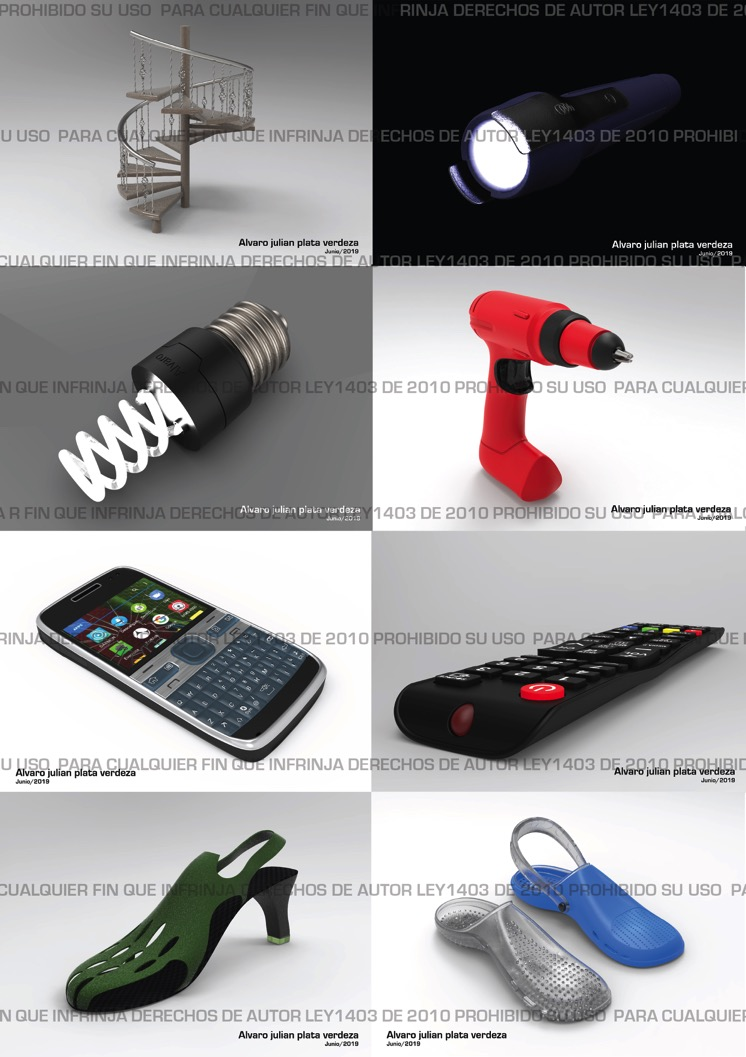 PROHIBIDO SU USO PARA CUALQUIER FIN QUE INFRINJA DERECHOS DE AUTOR LEY1403 DE 2
U USO PARA CUALQUIER FIN QUE INFRINJA DERECHOS DE AUTOR LEY1403 DE 2010 PROHIBI
Alvaro julian plata verdeza
Junio/2019
Alvaro julian plata verdeza
Junio/2019
CUALQUIER FIN QUE INFRINJA DERECHOS DE AUTOR LEY1403 DE 2010 PROHIBIDO SU USO P
N QUE INFRINJA DERECHOS DE AUTOR LEY1403 DE 2010 PROHIBIDO SU USO PARA CUALQUIER
Alvaro julian plata verdeza
Junio/2019
Alvaro julian plata verdeza
Junio/2019
A R FIN QUE INFRINJA DERECHOS DE AUTOR LEY1403 DE 2010 PROHIBIDO SU USO PARA CUALQ
RINJA DERECHOS DE AUTOR LEY1403 DE 2010 PROHIBIDO SU USO PARA CUALQUIER FIN QUE
U USO PARA CUALQUIER FIN QUE INFRINJA DERECHOS DE AUTOR LEY1403 DE 2010 PROHIBID
Alvaro julian plata verdeza
Junio/2019
Alvaro julian plata verdeza
Junio/2019
CUALQUIER FIN QUE INFRINJA DERECHOS DE AUTOR LEY1403 DE 2010 PROHIBIDO SU USO PA
N QUE INFRINJA DERECHOS DE AUTOR LEY1403 DE 2010 PROHIBIDO SU USO PARA CUALQUIER
Alvaro julian plata verdeza
Junio/2019
Alvaro julian plata verdeza
Junio/2019